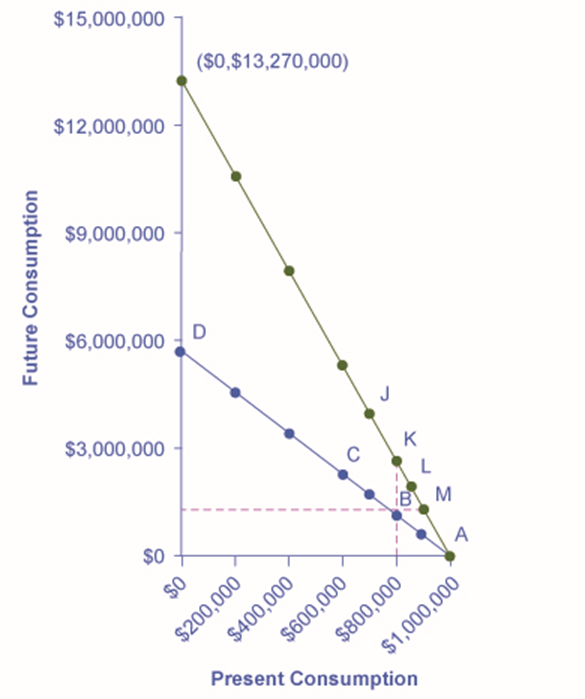 $15,000,000
($0,$13,270,000)
$12,000,000
$9,000,000
Future Consumption
D
$6,000,000
J
K
C
$3,000,000
L
B
M
A
$0
$0
$200,000
$400,000
$600,000
$800,000
$1,000,000
Present Consumption